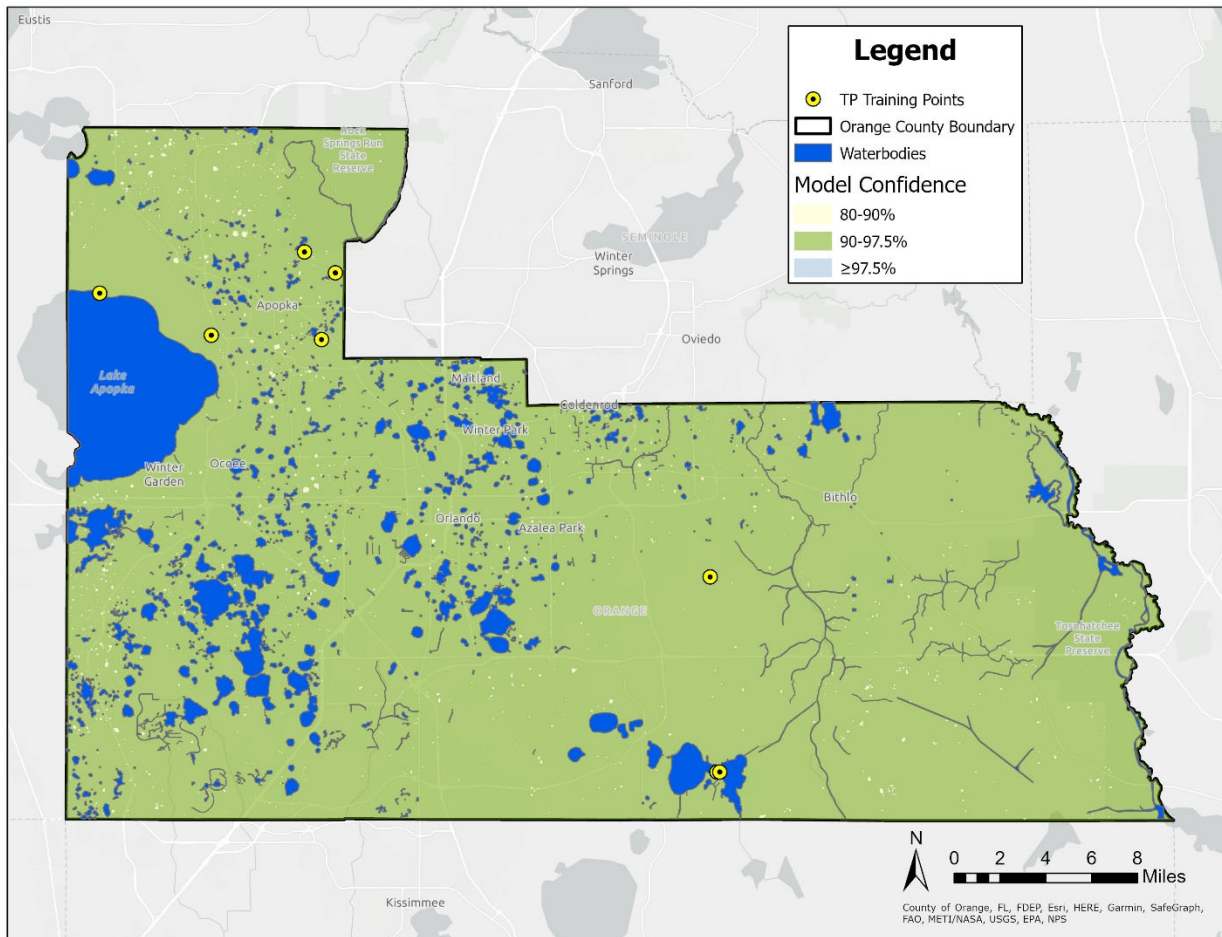 Eustis
Sanford
Legend
TP Training Points
Orange County Boundary
Waterbodies
Model Confidence
80-90%
90-97.5%
≥97.5%
Rock
Springs Run
State
Reserve
SEMINOLE
Winter
Springs
Apopka
Oviedo
Lake
Apopka
Maitland
Goldenrod
Winter Park
Winter
Garden
Ocoee
Bithlo
Orlando
Azalea Park
ORANGE
Tosohatchee
State
Preserve
N
0 2 4 6 8
Miles
Kissimmee
County of Orange, FL, FDEP, Esri, HERE, Garmin, SafeGraph,
FAO, METI/NASA, USGS, EPA, NPS